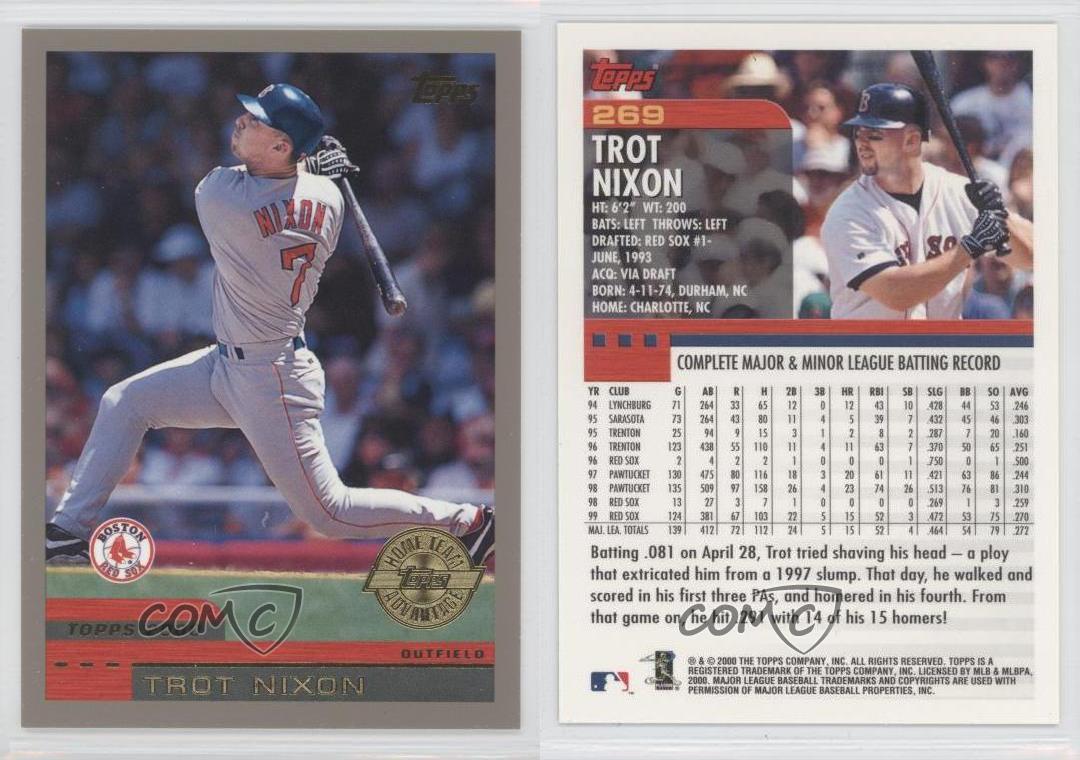 Topps
B
NIXON
7
BOSTON
RED SOX
HOME TEAM
Topps
ADVANTAGE
COMC
TOPPS
OUTFIELD
TROT NIXON
Topps
269
TROT
NIXON
HT: 6'2" WT: 200
BATS: LEFT THROWS: LEFT
DRAFTED: RED SOX #1-
JUNE, 1993
ACQ: VIA DRAFT
BORN: 4-11-74, DURHAM, NC
HOME: CHARLOTTE, NC
B
COMPLETE MAJOR & MINOR LEAGUE BATTING RECORD
YR CLUB G AB R H 2B 3B HR RBI SB SLG BB SO AVG
94 LYNCHBURG 71 264 33 65 12 0 12 43 10 .428 44 53 .246
95 SARASOTA 73 264 43 80 11 4 5 39 7 .432 45 46 .303
95 TRENTON 25 94 9 15 3 1 2 8 2 .287 7 20 .160
96 TRENTON 123 438 55 110 11 4 11 63 7 .370 50 65 .251
96 RED SOX 2 4 2 2 1 0 0 0 1 .750 0 1 .500
97 PAWTUCKET 130 475 80 116 18 3 20 61 11 .421 63 86 .244
98 PAWTUCKET 135 509 97 158 26 4 23 74 26 .513 76 81 .310
98 RED SOX 13 27 3 7 1 0 0 0 0 .269 1 3 .259
99 RED SOX 124 381 67 103 22 5 15 52 3 .472 53 75 .270
MAJ. LEA. TOTALS 139 412 72 112 24 5 15 52 4 .464 54 79 .272
Batting .081 on April 28, Trot tried shaving his head – a ploy
that extricated him from a 1997 slump. That day, he walked and
scored in his first three PAs, and homered in his fourth. From
that game on, he hit .291 with 14 of his 15 homers!
COMC
® & © 2000 THE TOPPS COMPANY, INC. ALL RIGHTS RESERVED. TOPPS IS A
REGISTERED TRADEMARK OF THE TOPPS COMPANY, INC. LICENSED BY MLB & MLBPA,
2000. MAJOR LEAGUE BASEBALL TRADEMARKS AND COPYRIGHTS ARE USED WITH
PERMISSION OF MAJOR LEAGUE BASEBALL PROPERTIES, INC.